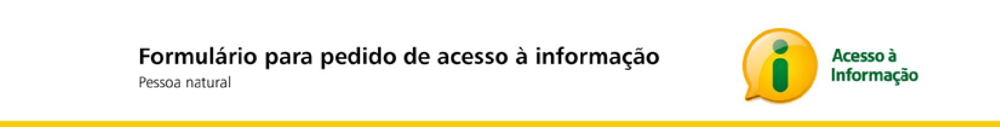 Formulário para pedido de acesso à informação
Pessoa natural
Acesso à
Informação